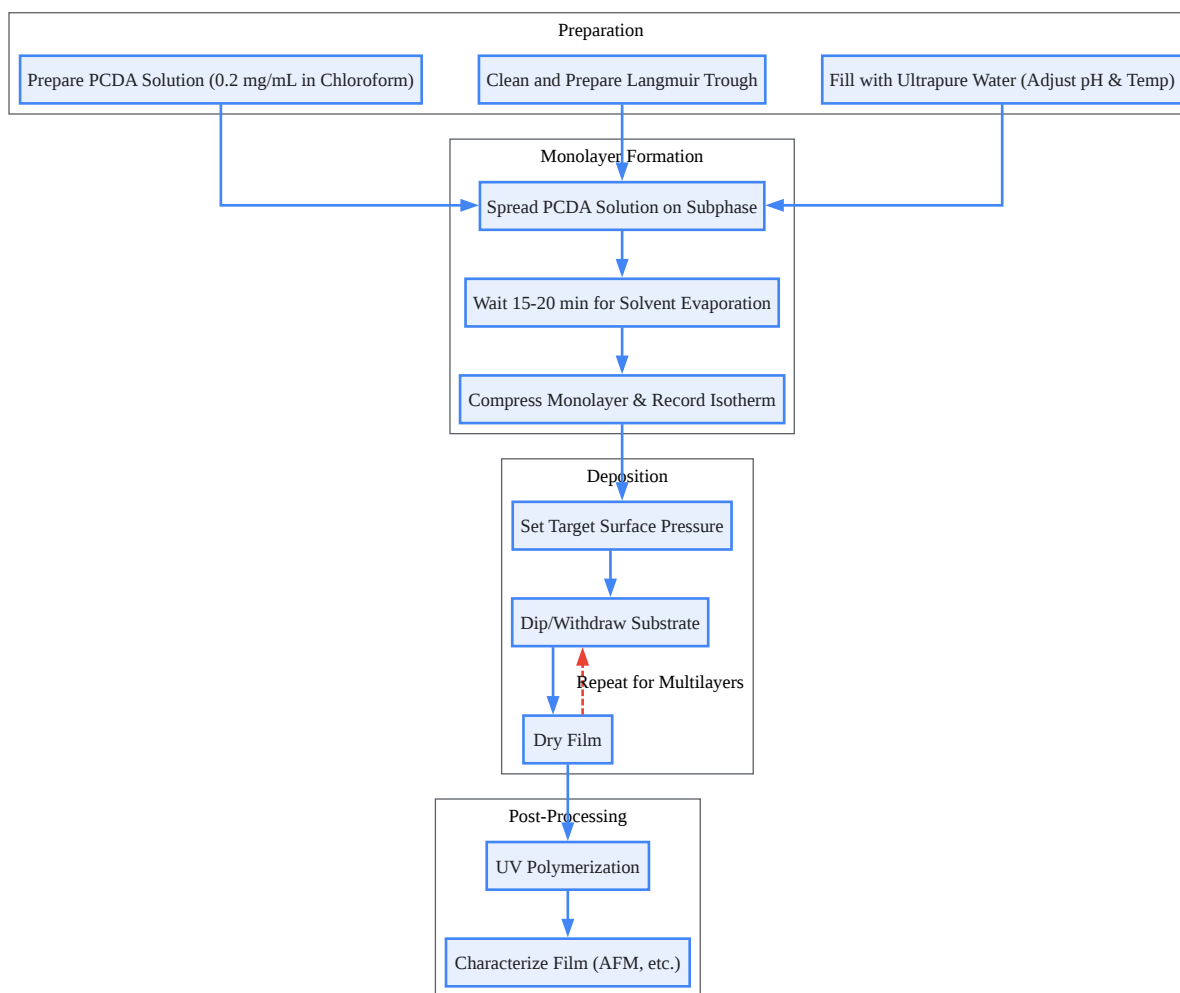 Preparation
Prepare PCDA Solution (0.2 mg/mL in Chloroform)
Clean and Prepare Langmuir Trough
Fill with Ultrapure Water (Adjust pH & Temp)
Monolayer Formation
Spread PCDA Solution on Subphase
Wait 15-20 min for Solvent Evaporation
Compress Monolayer & Record Isotherm
Deposition
Set Target Surface Pressure
Dip/Withdraw Substrate
Repeat for Multilayers
Dry Film
Post-Processing
UV Polymerization
Characterize Film (AFM, etc.)